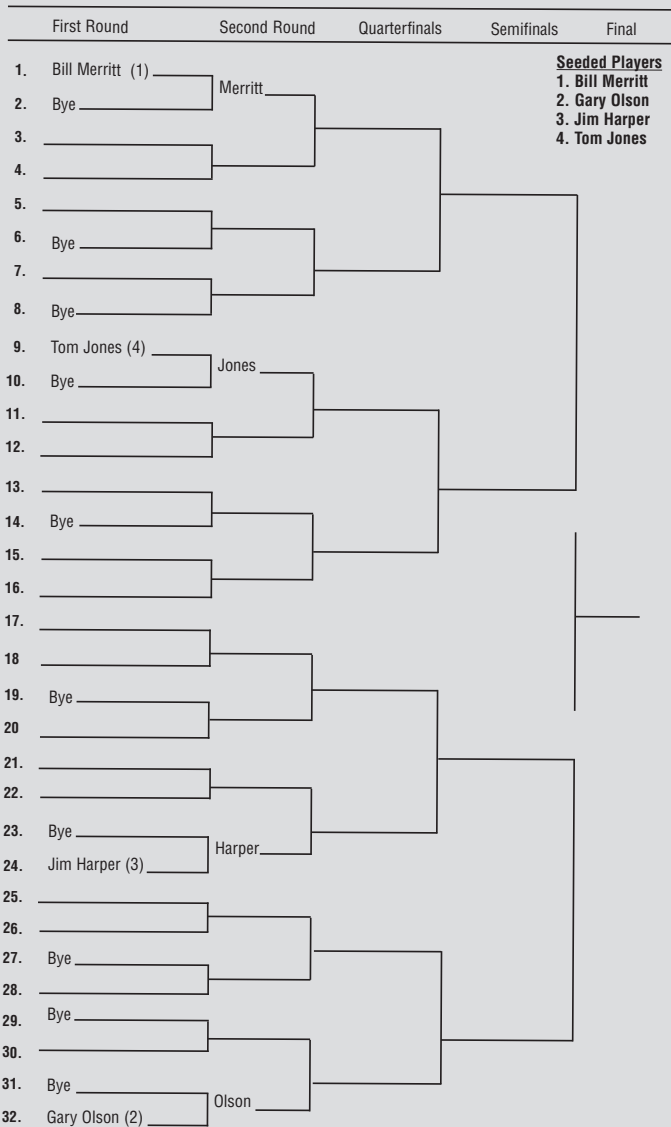 First Round Second Round Quarterfinals Semifinals Final
Seeded Players
1. Bill Merritt
2. Gary Olson
3. Jim Harper
4. Tom Jones
1. Bill Merritt (1)
Merritt
2. Bye
3.
4.
5.
6. Bye
7.
8. Bye
9. Tom Jones (4)
Jones
10. Bye
11.
12.
13.
14. Bye
15.
16.
17.
18
19. Bye
20
21.
22.
23. Bye
Harper
24. Jim Harper (3)
25.
26.
27. Bye
28.
29. Bye
30.
31. Bye
Olson
32. Gary Olson (2)